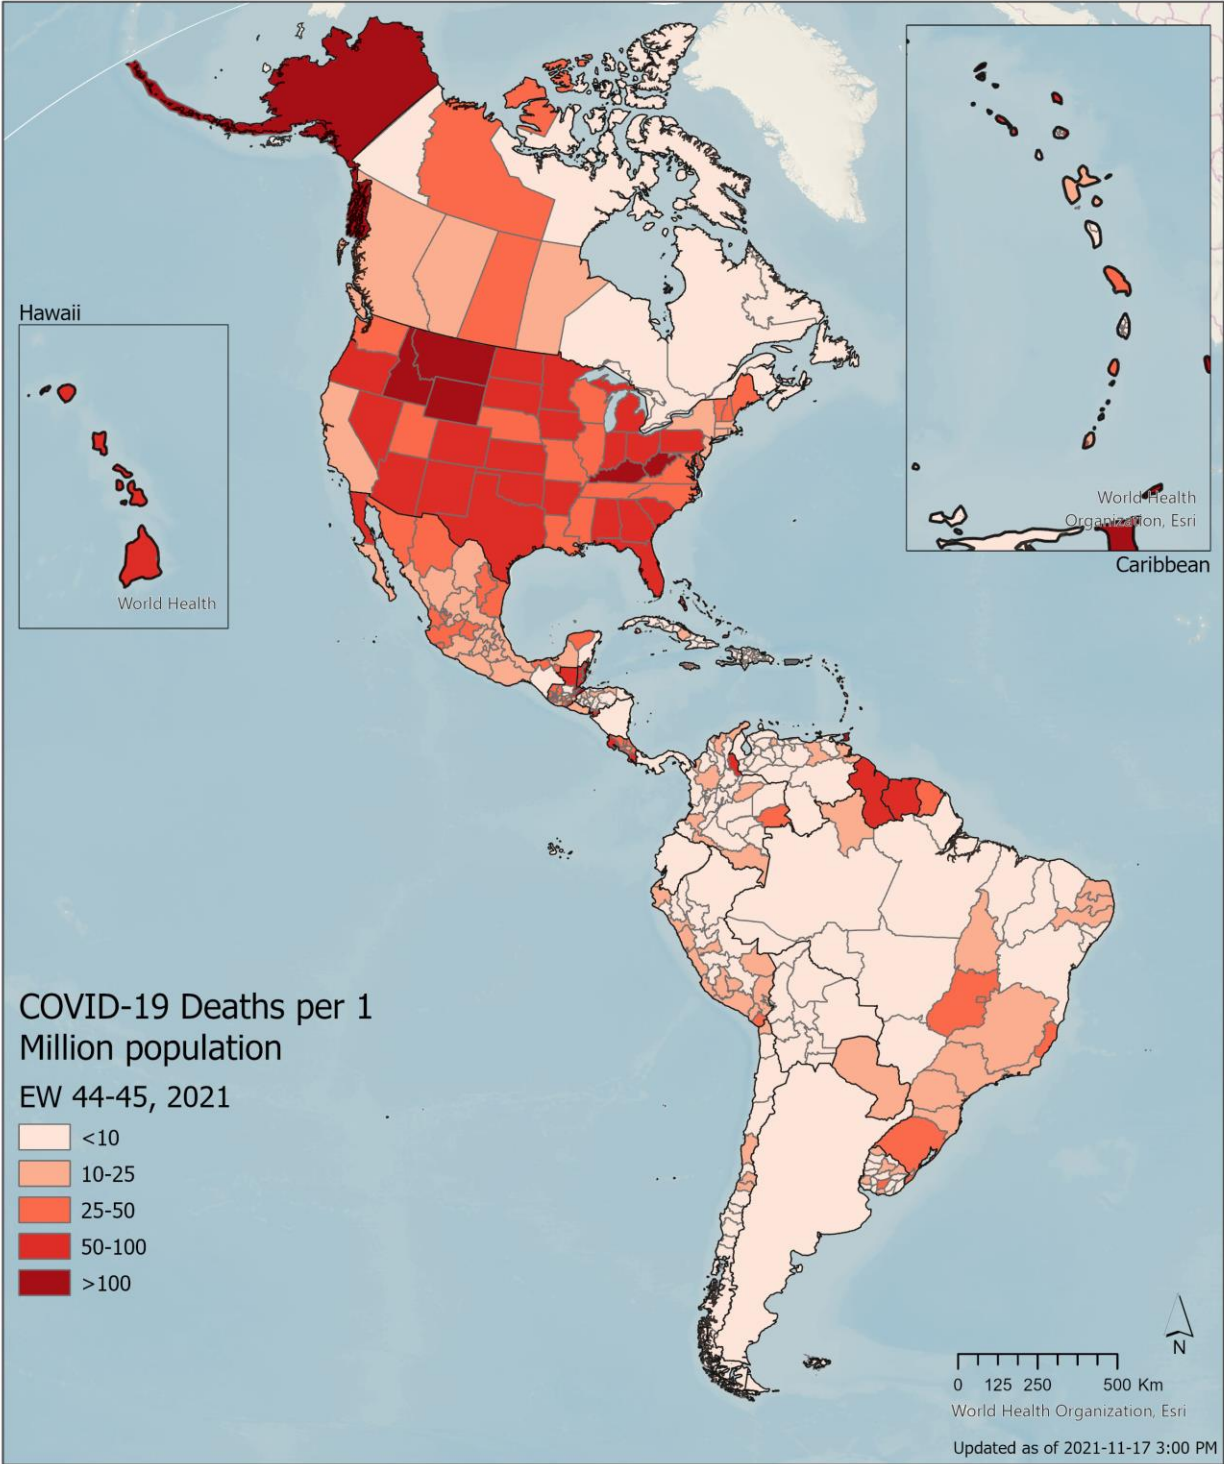 Hawaii
World Health
World Health
Organization, Esri
Caribbean
COVID-19 Deaths per 1
Million population
EW 44-45, 2021
<10
10-25
25-50
50-100
>100
N
0 125 250 500 Km
World Health Organization, Esri
Updated as of 2021-11-17 3:00 PM